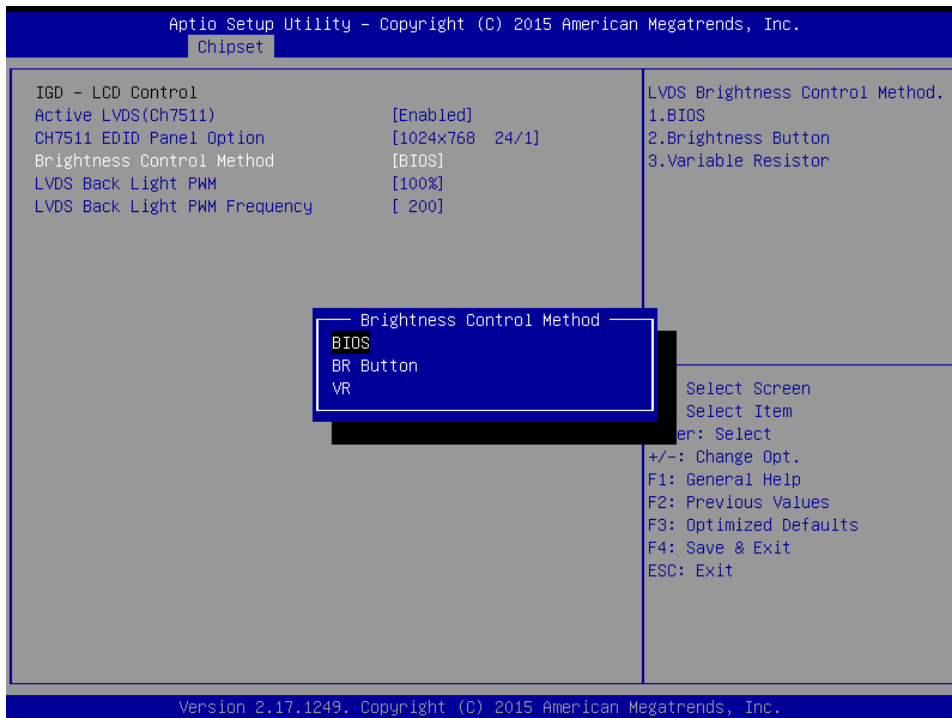 Aptio Setup Utility – Copyright (C) 2015 American Megatrends, Inc.
Chipset
IGD - LCD Control
Active LVDS(Ch7511) [Enabled]
CH7511 EDID Panel Option [1024x768 24/1]
Brightness Control Method [BIOS]
LVDS Back Light PWM [100%]
LVDS Back Light PWM Frequency [ 200]
LVDS Brightness Control Method.
1.BIOS
2.Brightness Button
3.Variable Resistor
Brightness Control Method
BIOS
BR Button
VR
Select Screen
Select Item
er: Select
+/-: Change Opt.
F1: General Help
F2: Previous Values
F3: Optimized Defaults
F4: Save & Exit
ESC: Exit
Version 2.17.1249. Copyright (C) 2015 American Megatrends, Inc.